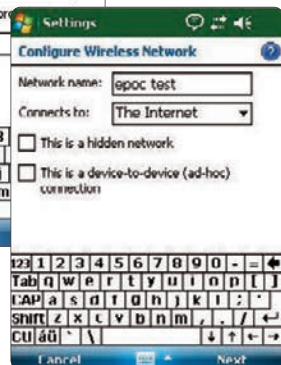 Settings
Configure Wireless Network
Network name: epoc test
Connects to: The Internet
This is a hidden network
This is a device-to-device (ad-hoc)
connection
123 1 2 3 4 5 6 7 8 9 0 - =
Tab q w e r t y u i o p [ ]
CAP a s d f g h j k l ; '
Shift z x c v b n m , . /
Ctl áü ` \
Cancel Next